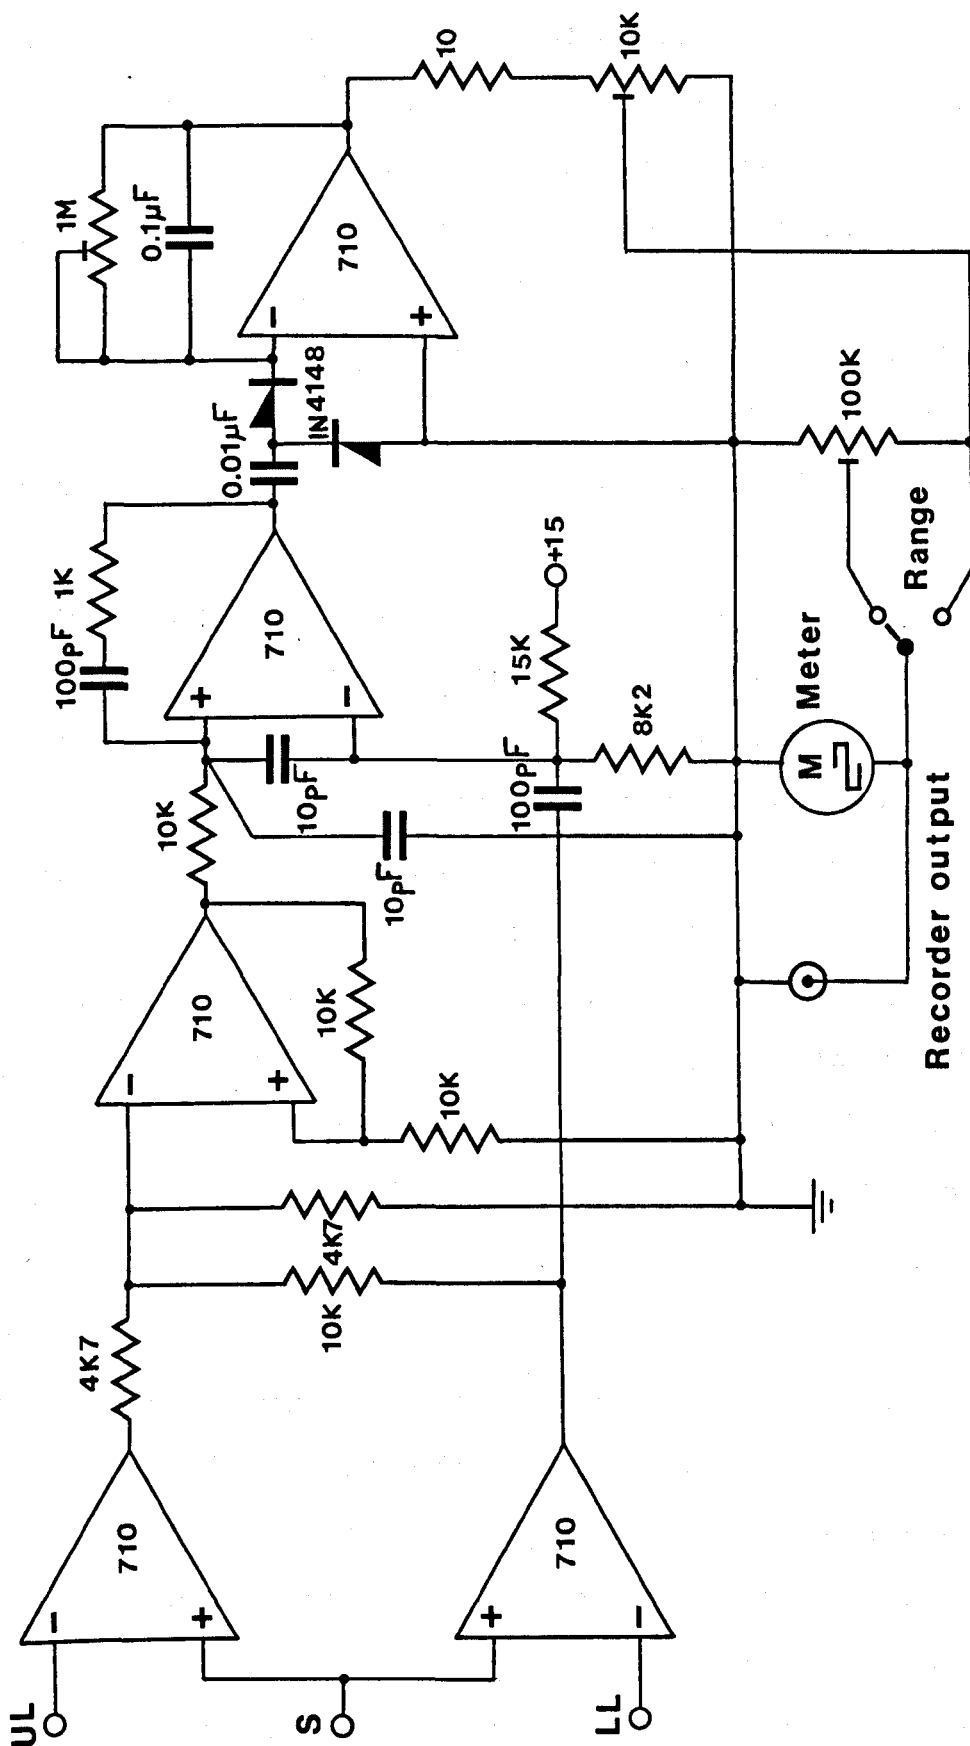 UL
S
LL
710
−
+
710
+
−
4K7
10K
4K7
710
−
+
10K
10K
10K
10pF
10pF
100pF
100pF 1K
710
+
−
15K
+15
8K2
0.01µF
IN4148
1M
0.1µF
710
−
+
10
10K
100K
Range
Meter
M
Recorder output